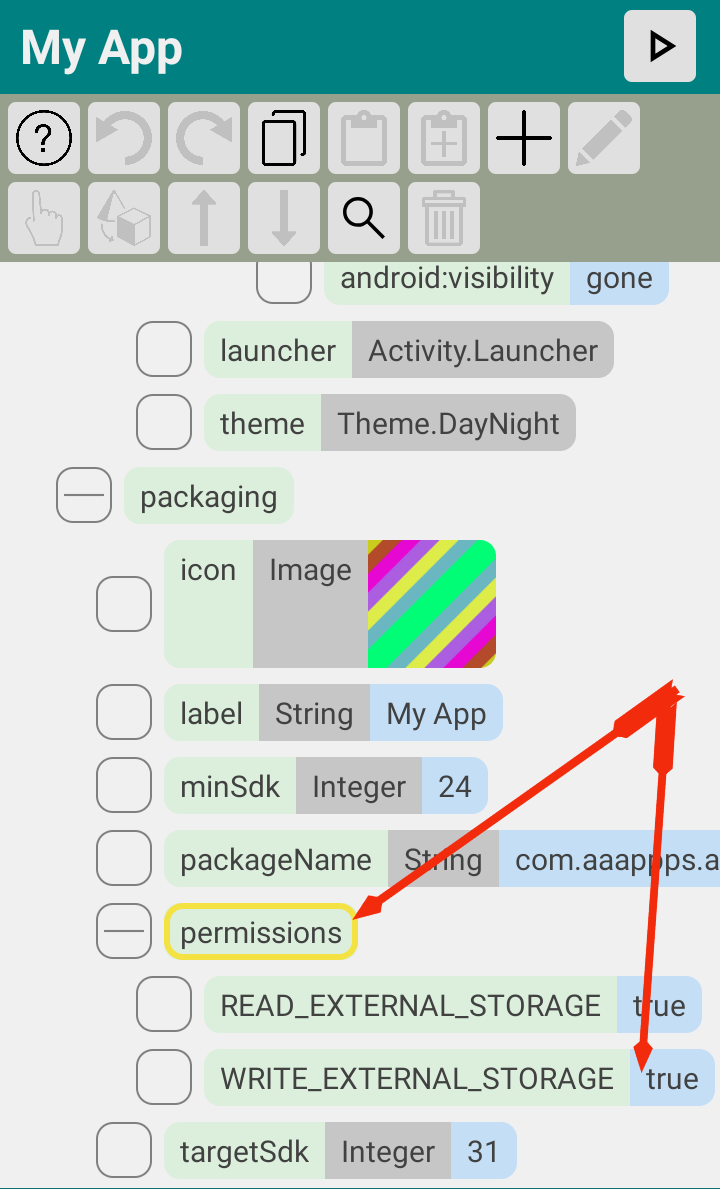 My App
?
android:visibility gone
launcher Activity.Launcher
theme Theme.DayNight
packaging
icon Image
label String My App
minSdk Integer 24
packageName String com.aaappps.a
permissions
READ_EXTERNAL_STORAGE true
WRITE_EXTERNAL_STORAGE true
targetSdk Integer 31